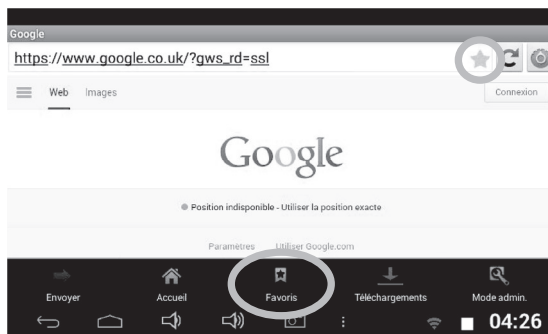 Google
https://www.google.co.uk/?gws_rd=ssl
Web Images Connexion
Google
Position indisponible - Utiliser la position exacte
Paramètres Utiliser Google.com
Envoyer Accueil Favoris Téléchargements Mode admin.
04:26